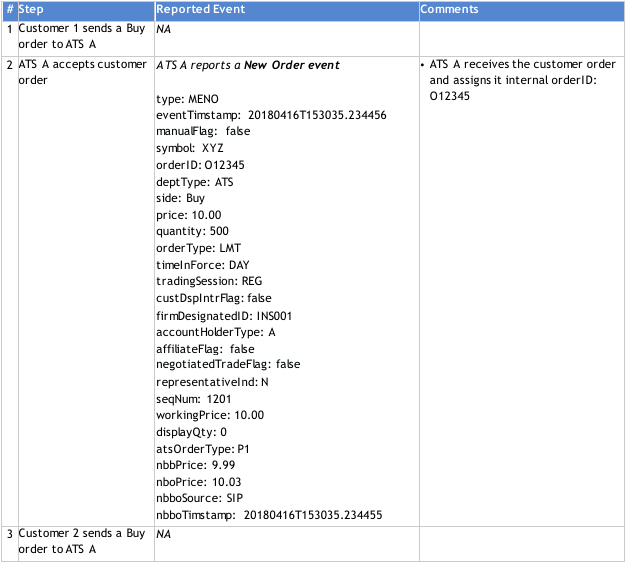 # Step Reported Event Comments
1 Customer 1 sends a Buy NA
order to ATS A
2 ATS A accepts customer ATS A reports a New Order event • ATS A receives the customer order
order and assigns it internal orderID:
O12345
type: MENO
eventTimstamp: 20180416T153035.234456
manualFlag: false
symbol: XYZ
orderID: O12345
deptType: ATS
side: Buy
price: 10.00
quantity: 500
orderType: LMT
timeInForce: DAY
tradingSession: REG
custDspIntrFlag: false
firmDesignatedID: INS001
accountHolderType: A
affiliateFlag: false
negotiatedTradeFlag: false
representativeInd: N
seqNum: 1201
workingPrice: 10.00
displayQty: 0
atsOrderType: P1
nbbPrice: 9.99
nboPrice: 10.03
nbboSource: SIP
nbboTimstamp: 20180416T153035.234455
3 Customer 2 sends a Buy NA
order to ATS A